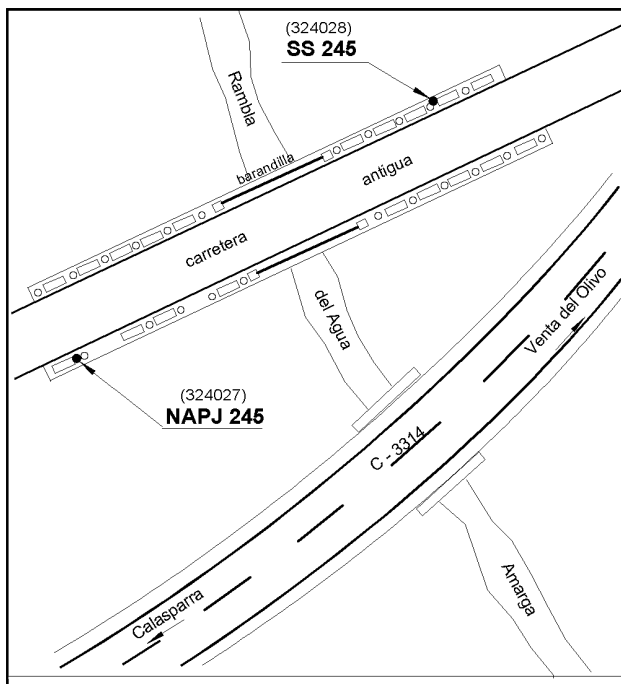 (324028)
SS 245
Rambla
barandilla
antigua
carretera
del Agua
Venta del Olivo
(324027)
NAPJ 245
C - 3314
Calasparra
Amarga